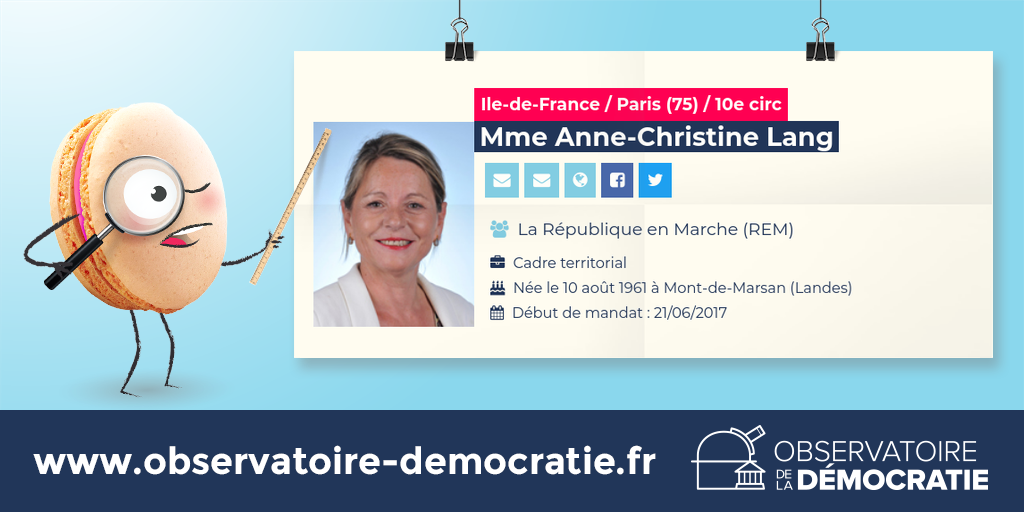 Ile-de-France / Paris (75) / 10e circ
Mme Anne-Christine Lang
La République en Marche (REM)
Cadre territorial
Née le 10 août 1961 à Mont-de-Marsan (Landes)
Début de mandat : 21/06/2017
www.observatoire-democratie.fr
OBSERVATOIRE
DE LA DÉMOCRATIE